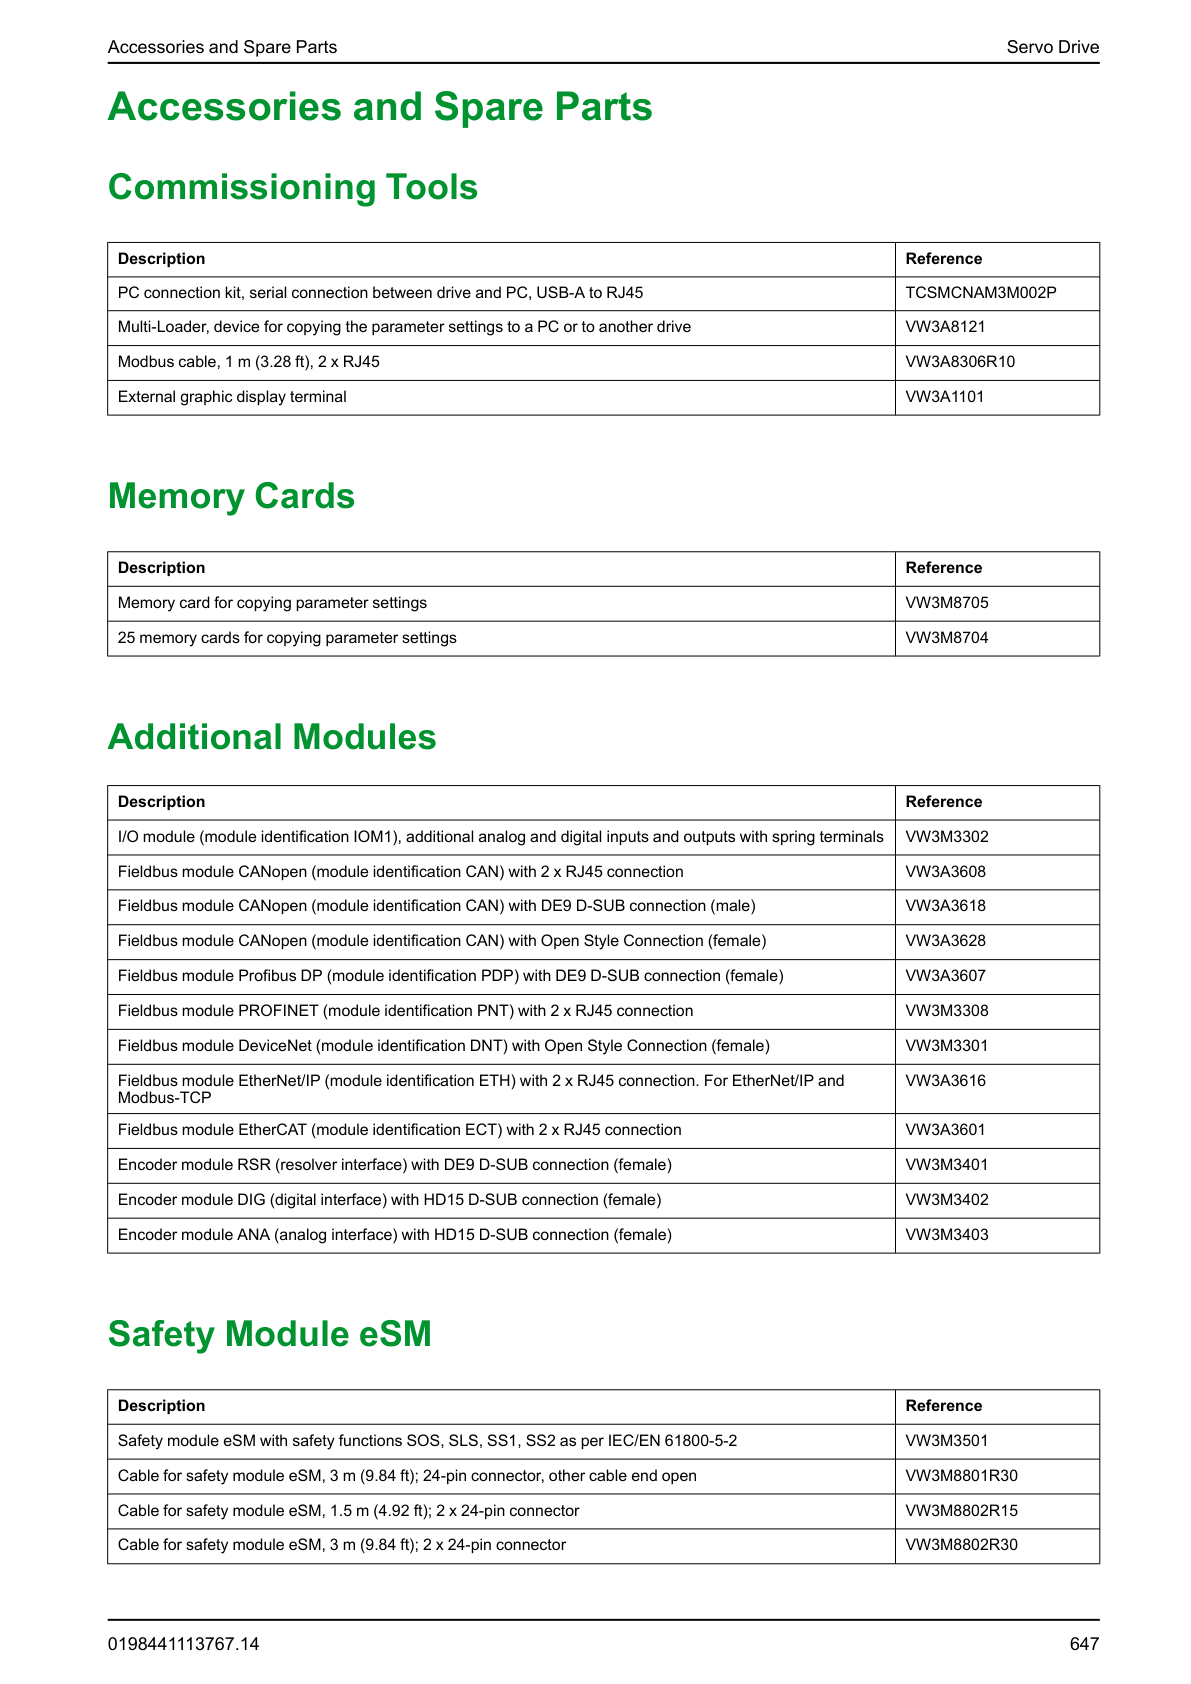 Accessories and Spare Parts Servo Drive
Accessories and Spare Parts
Commissioning Tools
Description Reference
PC connection kit, serial connection between drive and PC, USB-A to RJ45 TCSMCNAM3M002P
Multi-Loader, device for copying the parameter settings to a PC or to another drive VW3A8121
Modbus cable, 1 m (3.28 ft), 2 x RJ45 VW3A8306R10
External graphic display terminal VW3A1101
Memory Cards
Description Reference
Memory card for copying parameter settings VW3M8705
25 memory cards for copying parameter settings VW3M8704
Additional Modules
Description Reference
I/O module (module identification IOM1), additional analog and digital inputs and outputs with spring terminals VW3M3302
Fieldbus module CANopen (module identification CAN) with 2 x RJ45 connection VW3A3608
Fieldbus module CANopen (module identification CAN) with DE9 D-SUB connection (male) VW3A3618
Fieldbus module CANopen (module identification CAN) with Open Style Connection (female) VW3A3628
Fieldbus module Profibus DP (module identification PDP) with DE9 D-SUB connection (female) VW3A3607
Fieldbus module PROFINET (module identification PNT) with 2 x RJ45 connection VW3M3308
Fieldbus module DeviceNet (module identification DNT) with Open Style Connection (female) VW3M3301
Fieldbus module EtherNet/IP (module identification ETH) with 2 x RJ45 connection. For EtherNet/IP and VW3A3616
Modbus-TCP
Fieldbus module EtherCAT (module identification ECT) with 2 x RJ45 connection VW3A3601
Encoder module RSR (resolver interface) with DE9 D-SUB connection (female) VW3M3401
Encoder module DIG (digital interface) with HD15 D-SUB connection (female) VW3M3402
Encoder module ANA (analog interface) with HD15 D-SUB connection (female) VW3M3403
Safety Module eSM
Description Reference
Safety module eSM with safety functions SOS, SLS, SS1, SS2 as per IEC/EN 61800-5-2 VW3M3501
Cable for safety module eSM, 3 m (9.84 ft); 24-pin connector, other cable end open VW3M8801R30
Cable for safety module eSM, 1.5 m (4.92 ft); 2 x 24-pin connector VW3M8802R15
Cable for safety module eSM, 3 m (9.84 ft); 2 x 24-pin connector VW3M8802R30
0198441113767.14 647